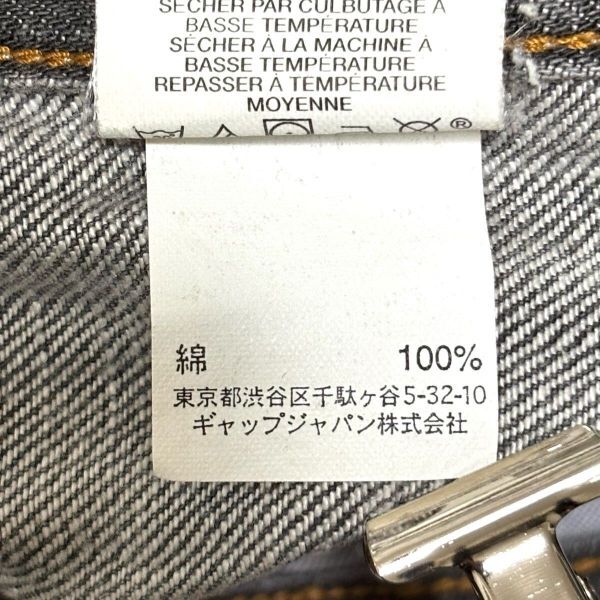 SÉCHER PAR CULBUTAGE À
BASSE TEMPÉRATURE
SÉCHER À LA MACHINE À
BASSE TEMPÉRATURE
REPASSER À TEMPÉRATURE
MOYENNE
®
綿 100%
東京都渋谷区千駄ヶ谷5-32-10
ギャップジャパン株式会社